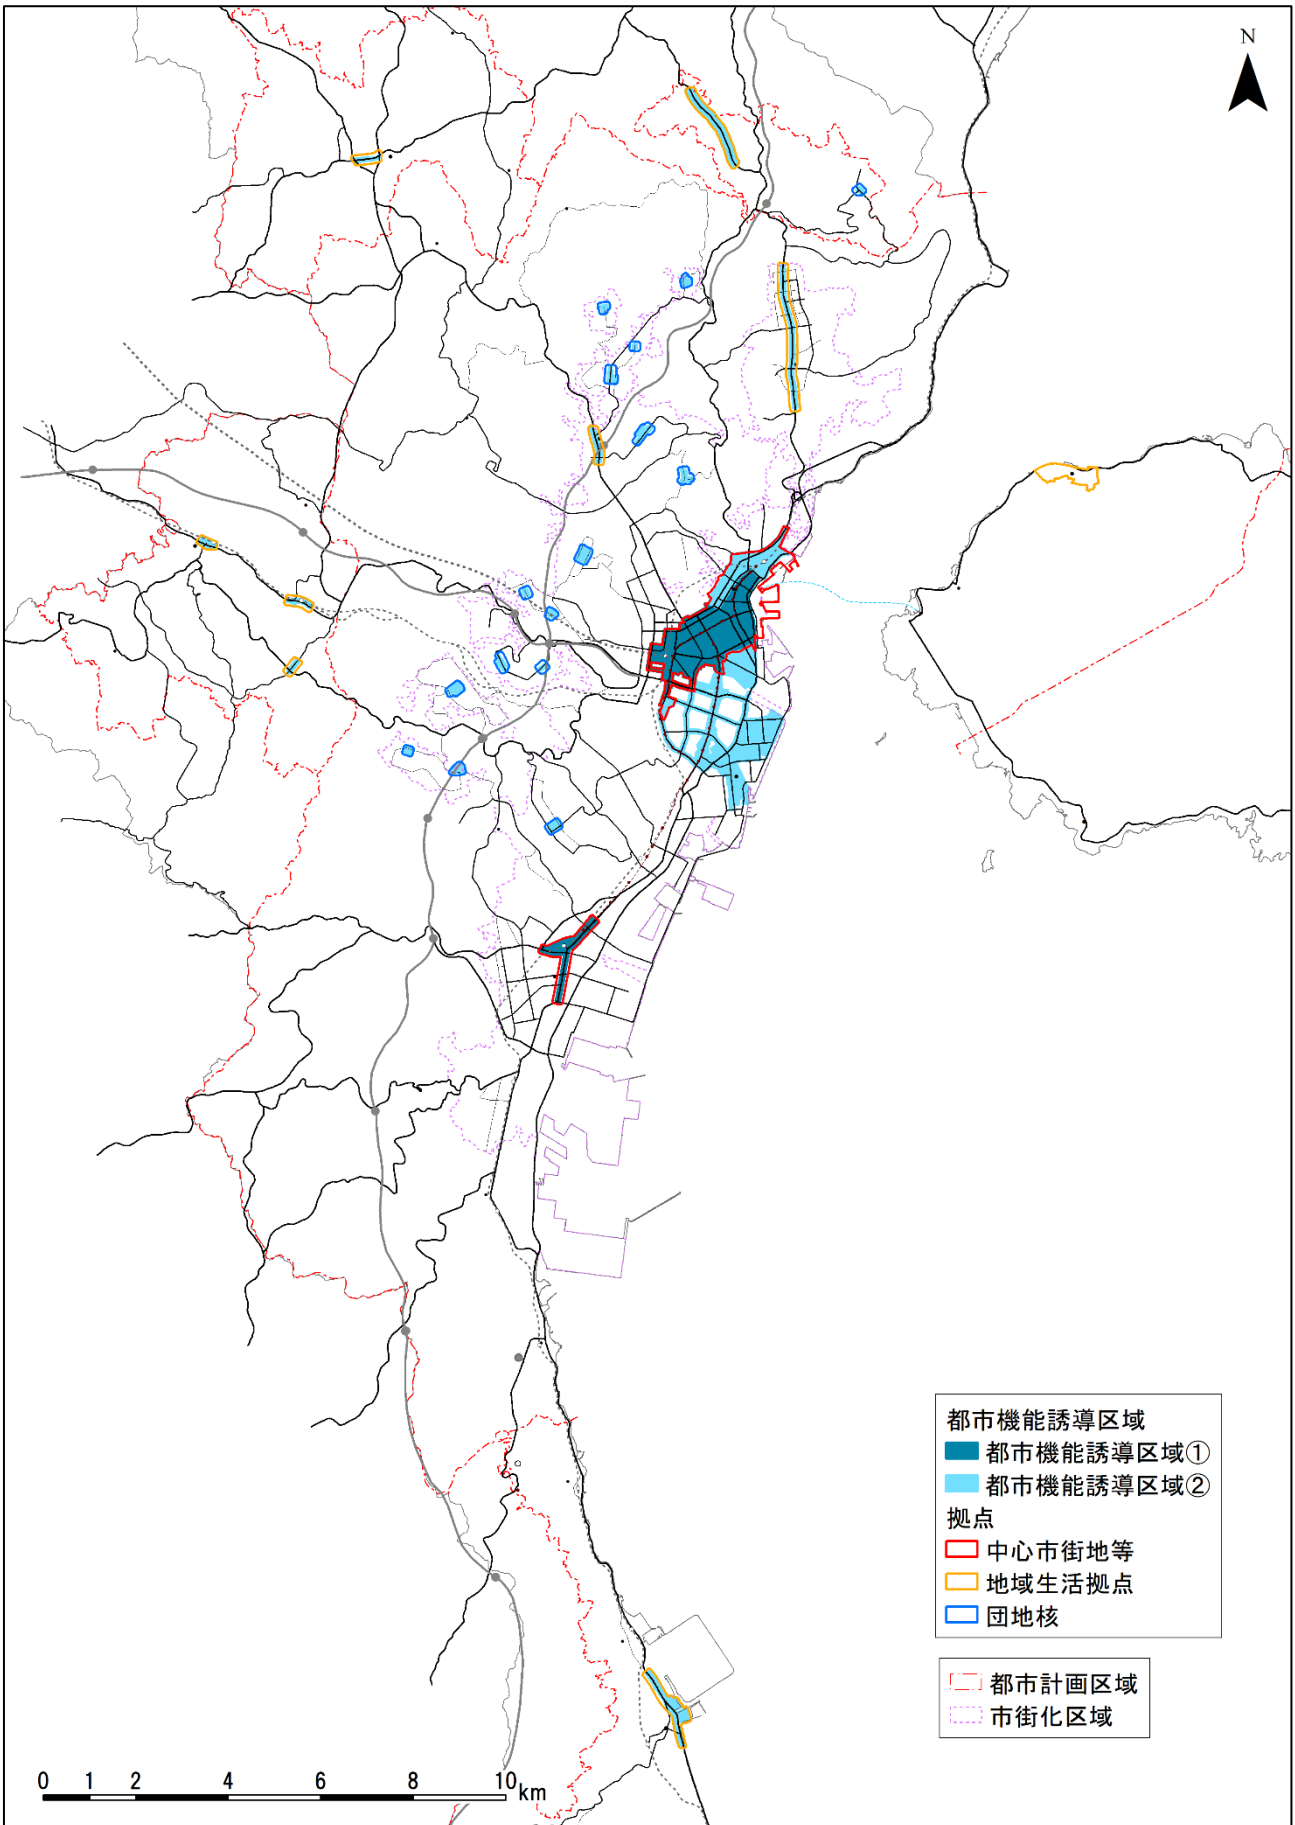 N
都市機能誘導区域
都市機能誘導区域①
都市機能誘導区域②
拠点
中心市街地等
地域生活拠点
団地核
都市計画区域
市街化区域
0 1 2 4 6 8 10 km